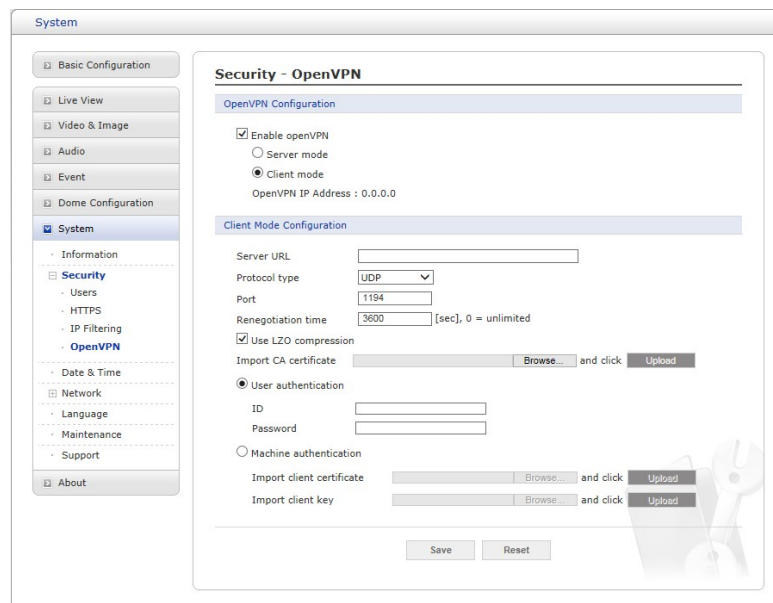 System
Basic Configuration
Live View
Video & Image
Audio
Event
Dome Configuration
System
Information
Security
Users
HTTPS
IP Filtering
OpenVPN
Date & Time
Network
Language
Maintenance
Support
About
Security - OpenVPN
OpenVPN Configuration
Enable openVPN
Server mode
Client mode
OpenVPN IP Address : 0.0.0.0
Client Mode Configuration
Server URL
Protocol type UDP
Port 1194
Renegotiation time 3600 [sec], 0 = unlimited
Use LZO compression
Import CA certificate Browse... and click Upload
User authentication
ID
Password
Machine authentication
Import client certificate Browse... and click Upload
Import client key Browse... and click Upload
Save Reset